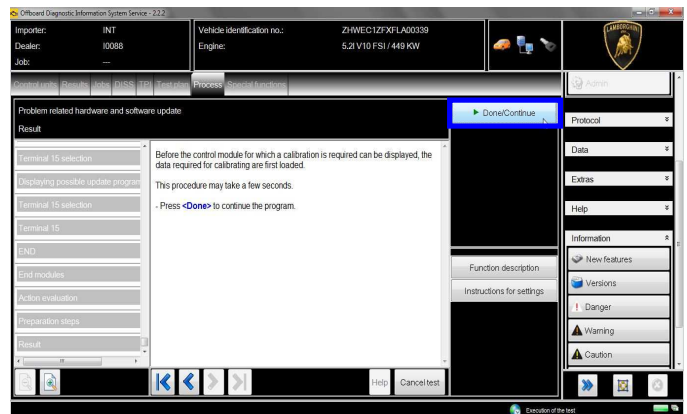 Offboard Diagnostic Information System Service - 2.2.2
Importer: INT
Dealer: I0088
Job: ---
Vehicle identification no.: ZHWEC1ZFXFLA00339
Engine: 5.2l V10 FSI / 449 KW
LAMBORGHINI
Control units Results Jobs DISS TPI Test plan Process Special functions
Admin
Problem related hardware and software update
Result
Done/Continue
Protocol
Data
Extras
Help
Information
New features
Versions
Danger
Warning
Caution
Terminal 15 selection
Displaying possible update program
Terminal 15 selection
Terminal 15
END
End modules
Action evaluation
Preparation steps
Result
Before the control module for which a calibration is required can be displayed, the
data required for calibrating are first loaded.
This procedure may take a few seconds.
- Press <Done> to continue the program.
Function description
Instructions for settings
Help
Cancel test
Execution of the test